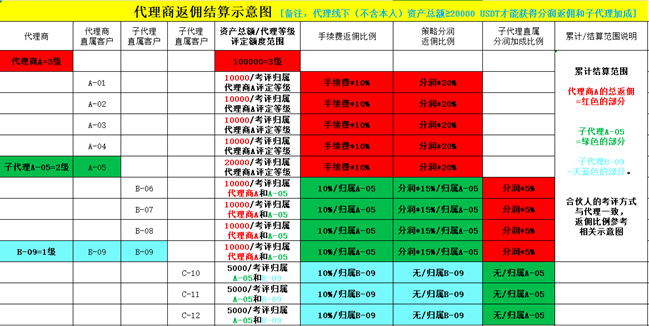 代理商返佣结算示意图 [备注：代理线下（不含本人）资产总额≥20000 USDT才能获得分润返佣和子代理加成]
代理商 代理商直属客户 子代理直属客户 子代理直属客户 资产总额/代理等级评定额度范围 手续费返佣比例 策略分润返佣比例 子代理直属分润加成比例 累计/结算范围说明
代理商A=3级 100000=3级
A-01 10000/考评归属代理商A评定等级 手续费*10% 分润*20%
A-02 10000/考评归属代理商A评定等级 手续费*10% 分润*20%
A-03 10000/考评归属代理商A评定等级 手续费*10% 分润*20%
A-04 10000/考评归属代理商A评定等级 手续费*10% 分润*20%
子代理A-05=2级 A-05 20000/考评归属代理商A评定等级 手续费*10% 分润*20%
B-06 10000/考评归属代理商A和A-05 10%/归属A-05 分润*15%/归属A-05 分润*5%
B-07 10000/考评归属代理商A和A-05 10%/归属A-05 分润*15%/归属A-05 分润*5%
B-08 10000/考评归属代理商A和A-05 10%/归属A-05 分润*15%/归属A-05 分润*5%
B-09=1级 B-09 B-09 10000/考评归属代理商A和A-05 10%/归属A-05 分润*15%/归属A-05 分润*5%
C-10 5000/考评归属A-05和B-09 10%/归属B-09 无/归属B-09 无/归属A-05
C-11 5000/考评归属A-05和B-09 10%/归属B-09 无/归属B-09 无/归属A-05
C-12 5000/考评归属A-05和B-09 10%/归属B-09 无/归属B-09 无/归属A-05
累计结算范围
代理商A的总返佣
=红色的部分
子代理A-05
=绿色的部分
子代理B-09
=天蓝色的部分。
合伙人的考评方式
与代理一致，
返佣比例参考
相关示意图